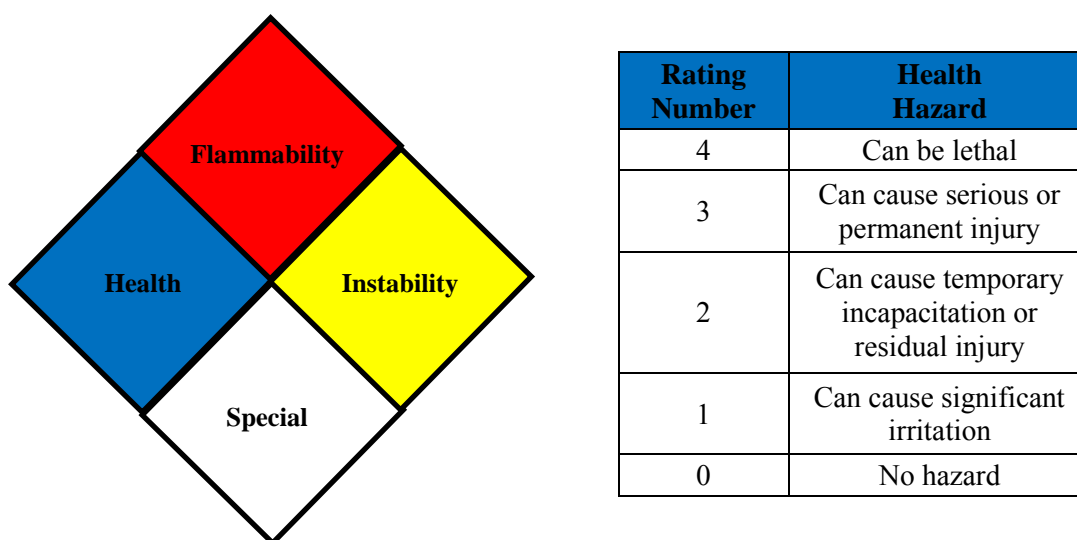 Flammability
Health
Instability
Special
Rating
Number
Health
Hazard
4
Can be lethal
3
Can cause serious or
permanent injury
2
Can cause temporary
incapacitation or
residual injury
1
Can cause significant
irritation
0
No hazard